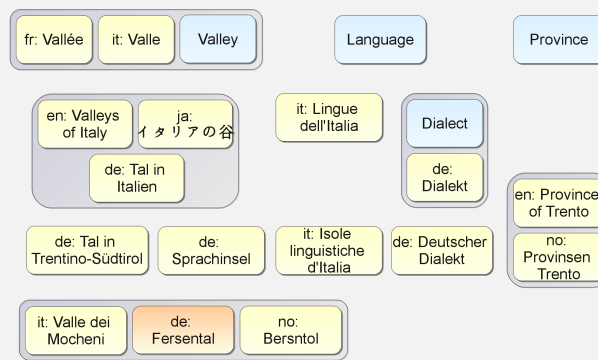 fr: Vallée
it: Valle
Valley
Language
Province
en: Valleys
of Italy
ja:
イタリアの谷
de: Tal in
Italien
it: Lingue
dell'Italia
Dialect
de:
Dialekt
en: Province
of Trento
no:
Provinsen
Trento
de: Tal in
Trentino-Südtirol
de:
Sprachinsel
it: Isole
linguistiche
d'Italia
de: Deutscher
Dialekt
it: Valle dei
Mocheni
de:
Fersental
no:
Bersntol